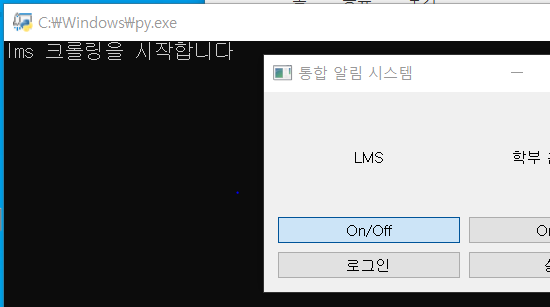 C:₩Windows₩py.exe
lms 크롤링을 시작합니다
통합 알림 시스템
LMS
학부
On/Off
로그인